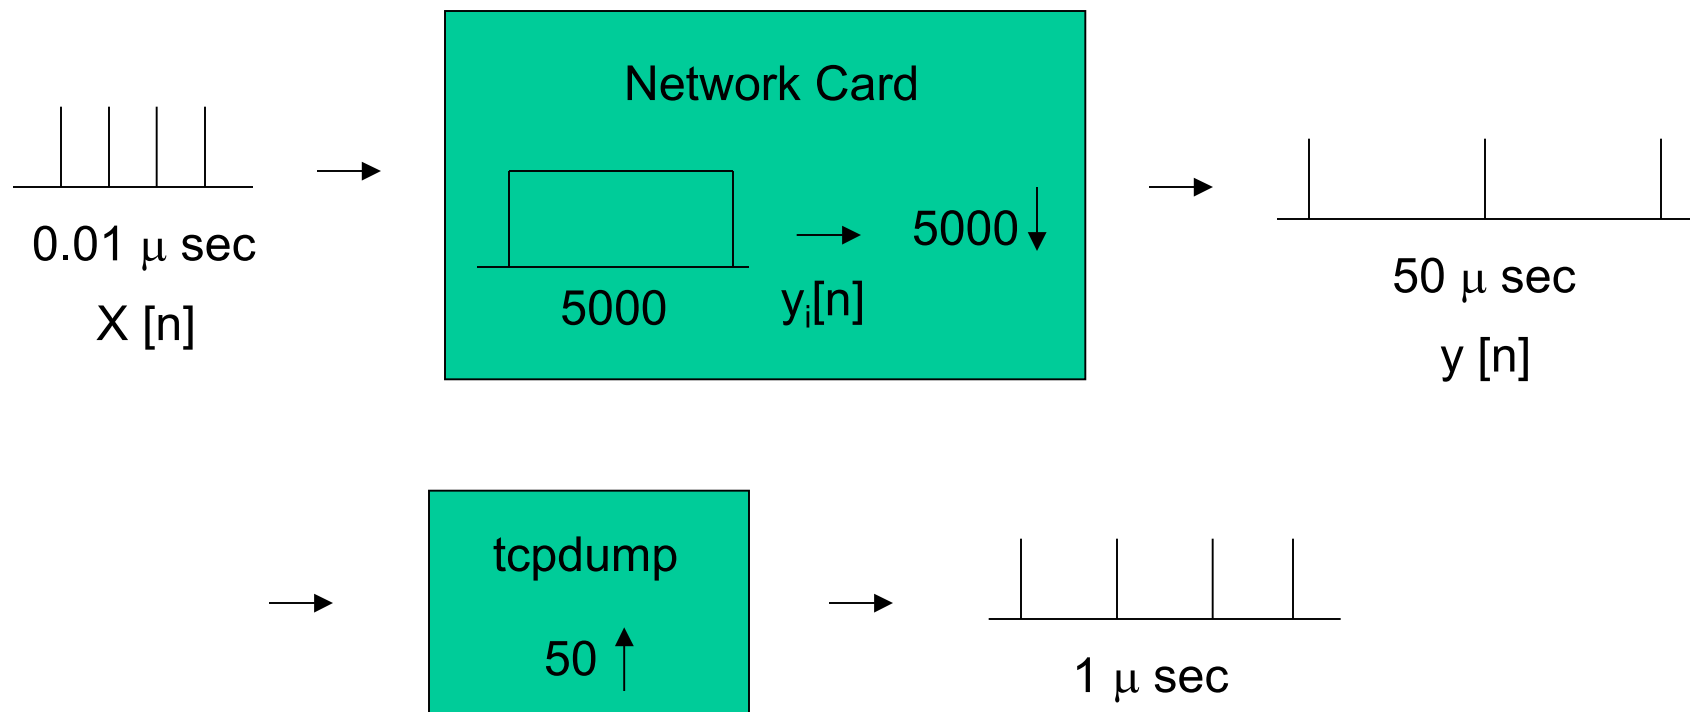 Network Card
0.01 μ sec
X [n]
5000
yi[n]
5000
50 μ sec
y [n]
tcpdump
50
1 μ sec